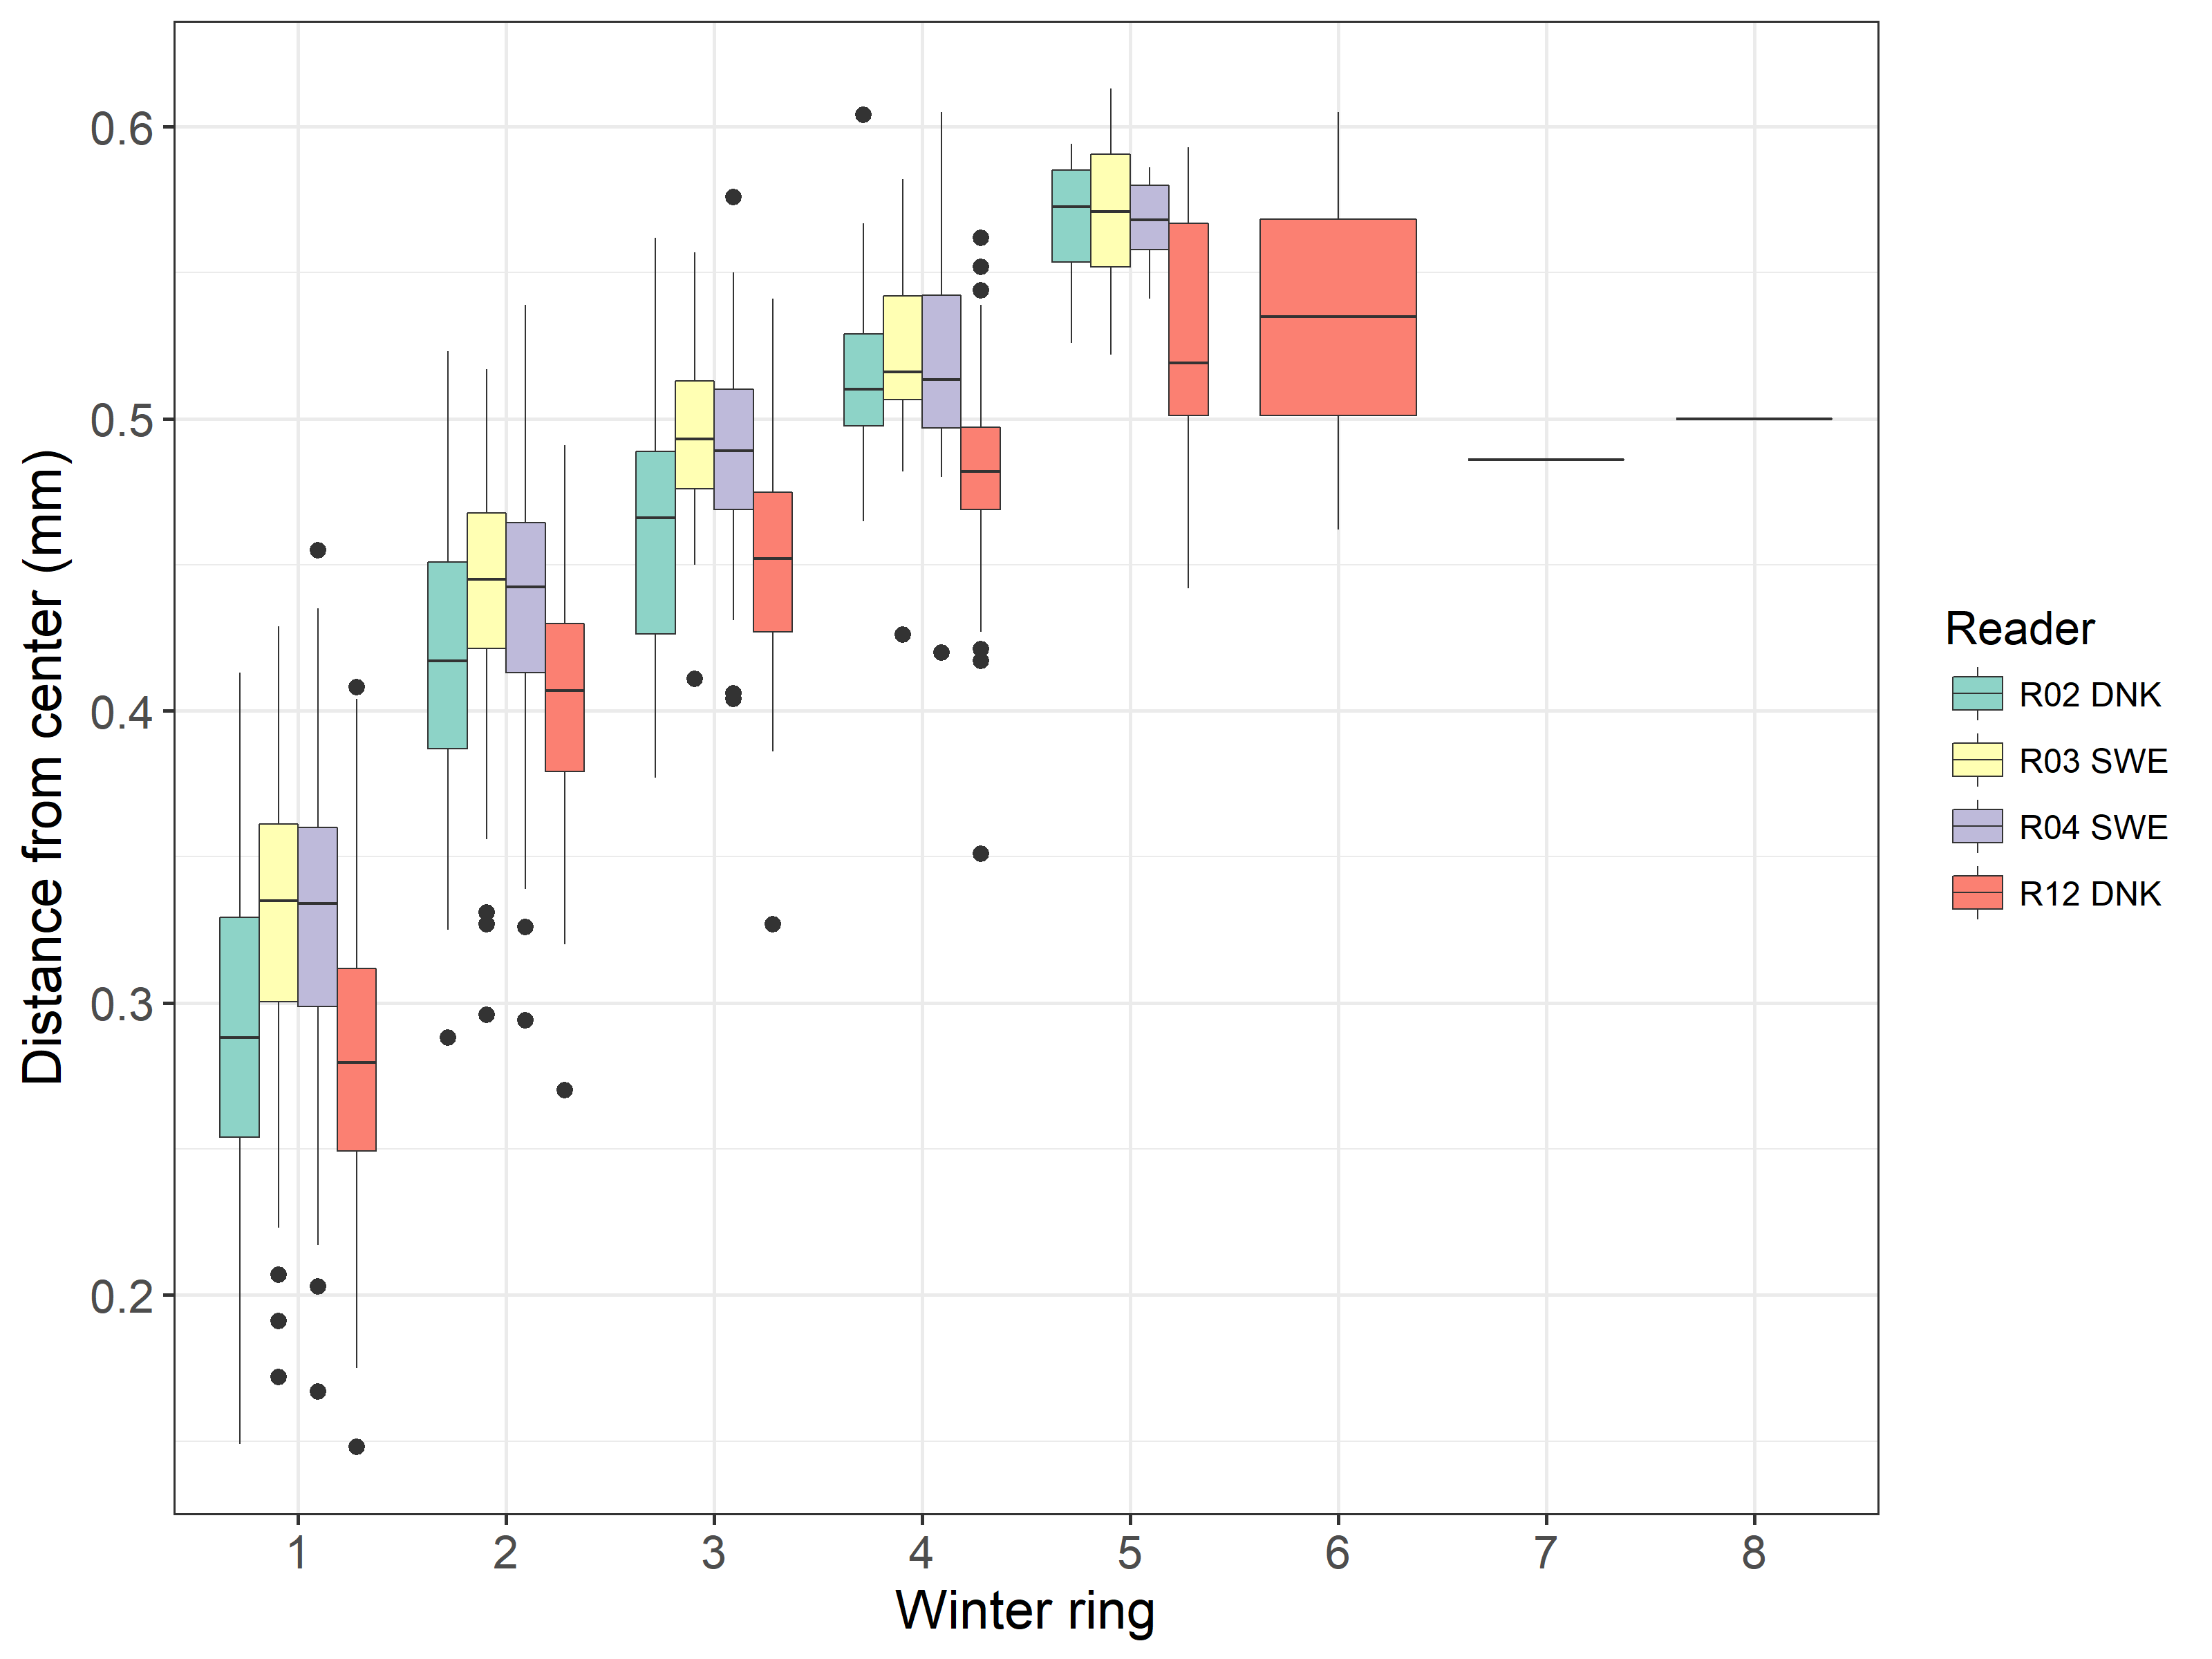 0.6
0.5
0.4
0.3
0.2
Distance from center (mm)
1 2 3 4 5 6 7 8
Winter ring
Reader
R02 DNK
R03 SWE
R04 SWE
R12 DNK